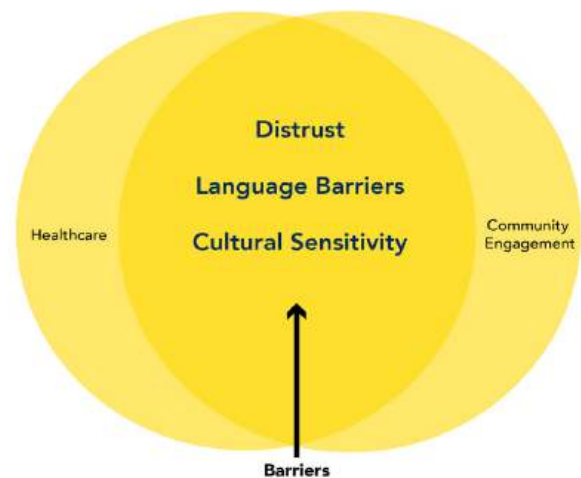 Distrust
Language Barriers
Cultural Sensitivity
Healthcare
Community
Engagement
Barriers